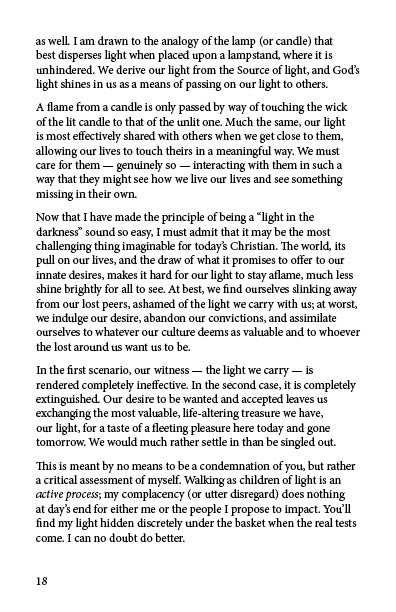 as well. I am drawn to the analogy of the lamp (or candle) that
best disperses light when placed upon a lampstand, where it is
unhindered. We derive our light from the Source of light, and God's
light shines in us as a means of passing on our light to others.
A flame from a candle is only passed by way of touching the wick
of the lit candle to that of the unlit one. Much the same, our light
is most effectively shared with others when we get close to them,
allowing our lives to touch theirs in a meaningful way. We must
care for them — genuinely so — interacting with them in such a
way that they might see how we live our lives and see something
missing in their own.
Now that I have made the principle of being a “light in the
darkness” sound so easy, I must admit that it may be the most
challenging thing imaginable for today's Christian. The world, its
pull on our lives, and the draw of what it promises to offer to our
innate desires, makes it hard for our light to stay aflame, much less
shine brightly for all to see. At best, we find ourselves slinking away
from our lost peers, ashamed of the light we carry with us; at worst,
we indulge our desire, abandon our convictions, and assimilate
ourselves to whatever our culture deems as valuable and to whoever
the lost around us want us to be.
In the first scenario, our witness — the light we carry — is
rendered completely ineffective. In the second case, it is completely
extinguished. Our desire to be wanted and accepted leaves us
exchanging the most valuable, life-altering treasure we have,
our light, for a taste of a fleeting pleasure here today and gone
tomorrow. We would much rather settle in than be singled out.
This is meant by no means to be a condemnation of you, but rather
a critical assessment of myself. Walking as children of light is an
active process; my complacency (or utter disregard) does nothing
at day's end for either me or the people I propose to impact. You'll
find my light hidden discretely under the basket when the real tests
come. I can no doubt do better.
18